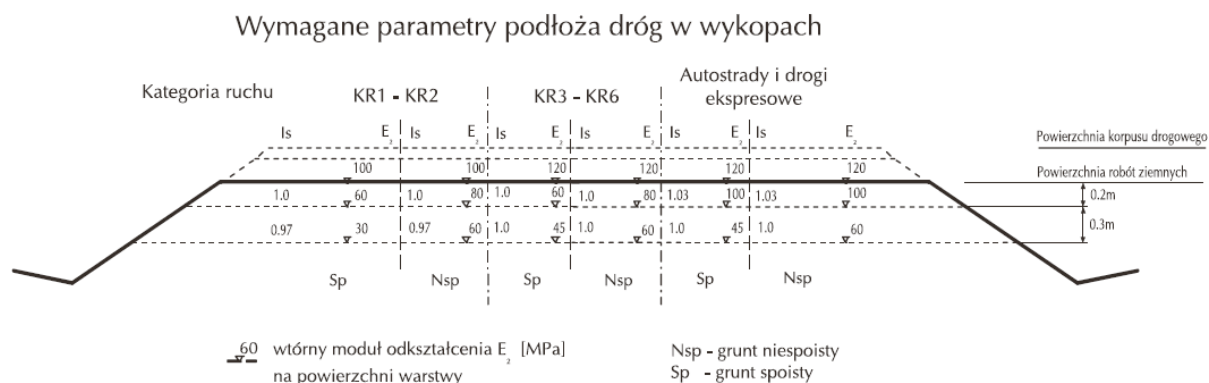 Wymagane parametry podłoża dróg w wykopach
Kategoria ruchu KR1 - KR2 KR3 - KR6 Autostrady i drogi
ekspresowe
Is E₂ Is E₂ Is E₂ Is E₂ Is E₂ Is E₂
Powierzchnia korpusu drogowego
100 100 120 120 120 120
Powierzchnia robót ziemnych
1.0 60 1.0 80 1.0 60 1.0 80 1.03 100 1.03 100 0.2m
0.97 30 0.97 60 1.0 45 1.0 60 1.0 45 1.0 60 0.3m
Sp Nsp Sp Nsp Sp Nsp
60 wtórny moduł odkształcenia E₂ [MPa]
na powierzchni warstwy
Nsp - grunt niespoisty
Sp - grunt spoisty